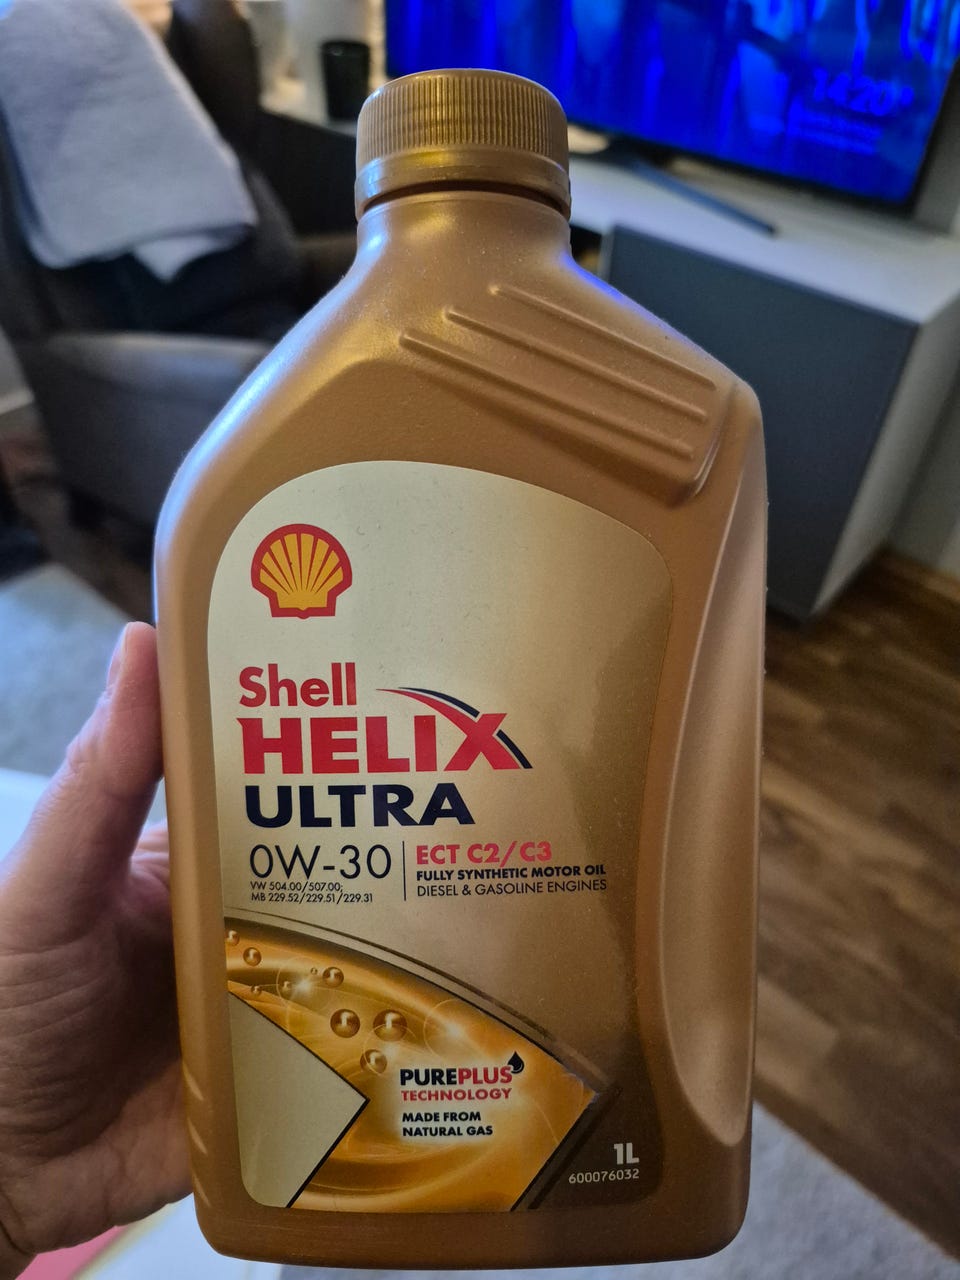 Shell
HELIX
ULTRA
0W-30
VW 504.00/507.00;
MB 229.52/229.51/229.31
ECT C2/C3
FULLY SYNTHETIC MOTOR OIL
DIESEL & GASOLINE ENGINES
PUREPLUS
TECHNOLOGY
MADE FROM
NATURAL GAS
1L
600076032